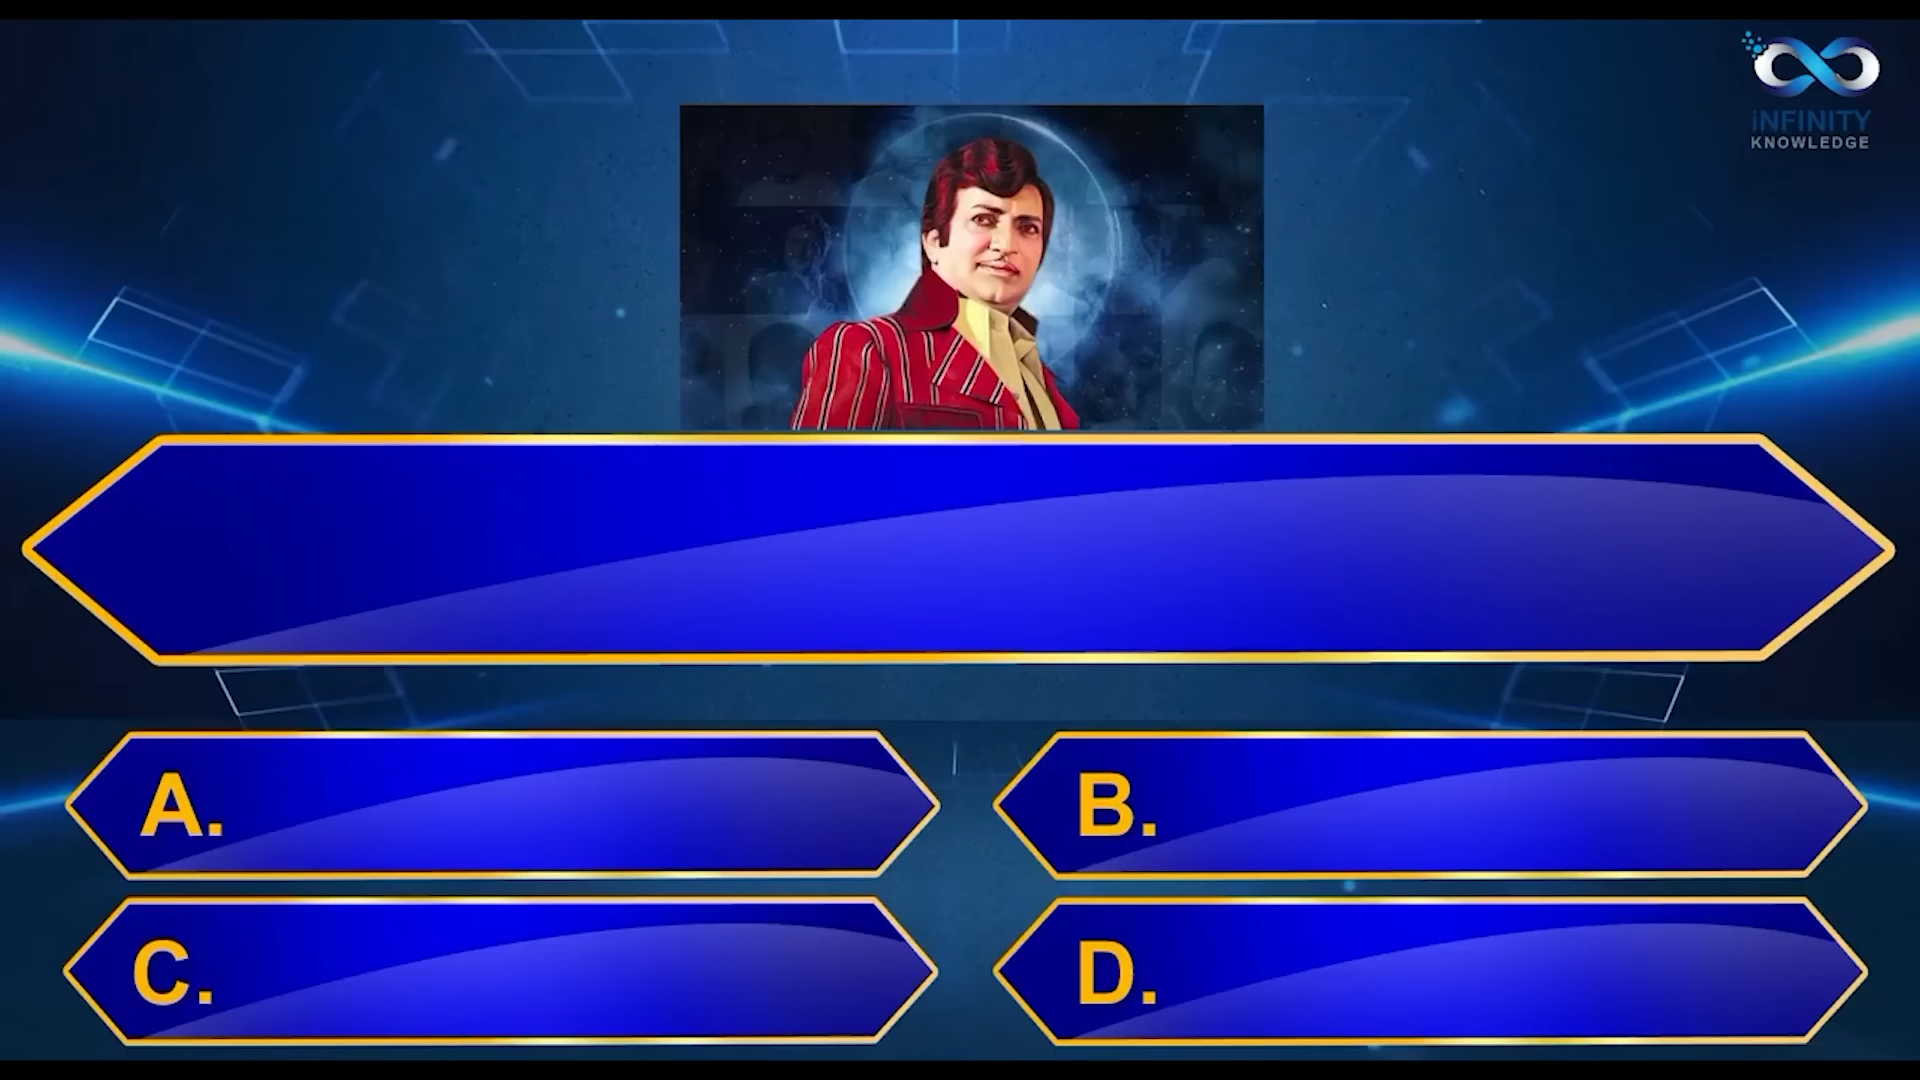 iNFINITY
KNOWLEDGE
A.
B.
C.
D.